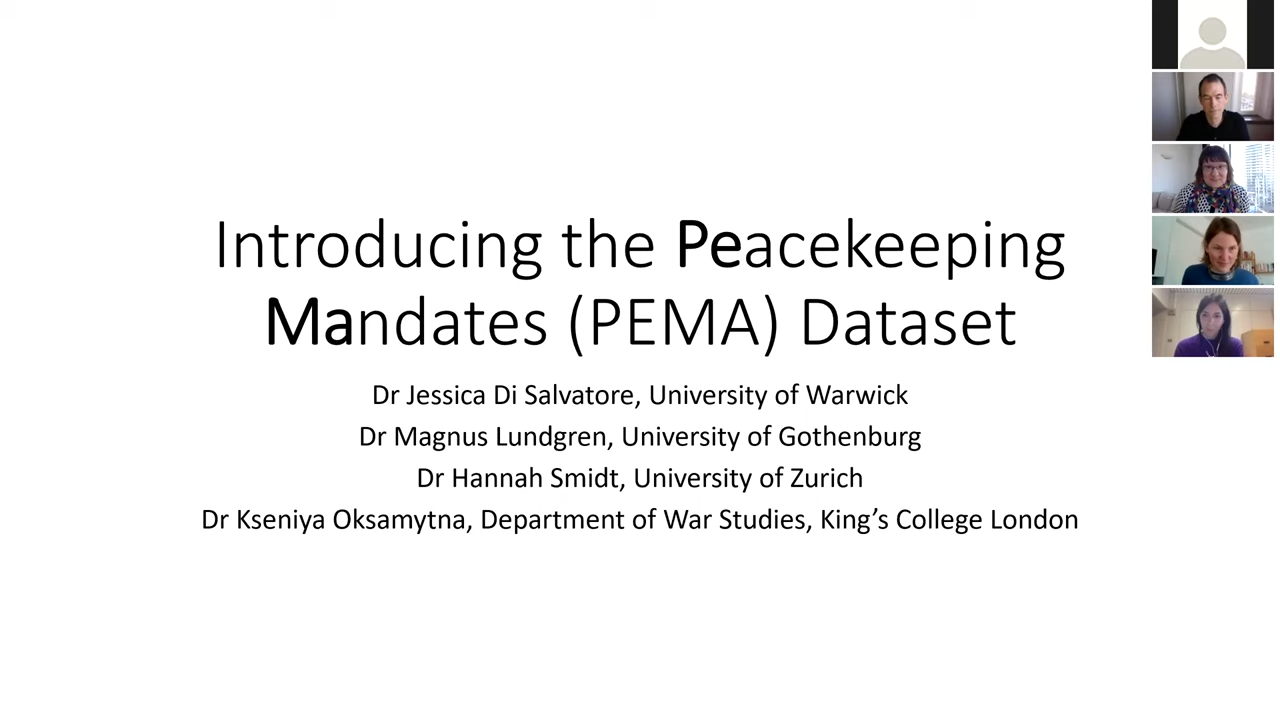 Introducing the Peacekeeping
Mandates (PEMA) Dataset
Dr Jessica Di Salvatore, University of Warwick
Dr Magnus Lundgren, University of Gothenburg
Dr Hannah Smidt, University of Zurich
Dr Kseniya Oksamytna, Department of War Studies, King’s College London